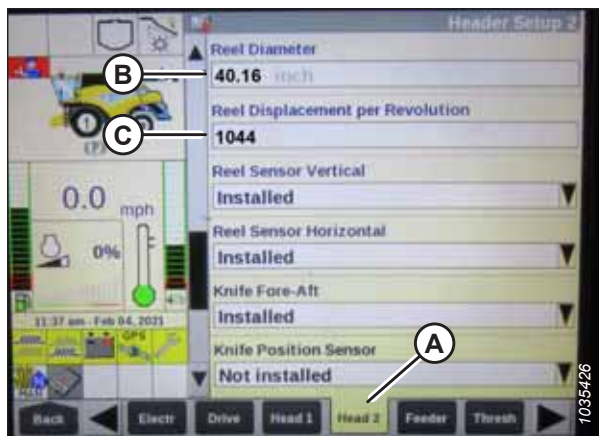 Header Setup 2
Reel Diameter
B
40.16 inch
Reel Displacement per Revolution
C
1044
Reel Sensor Vertical
Installed
0.0 mph
Reel Sensor Horizontal
Installed
0%
Knife Fore-Aft
Installed
11:37 am - Feb 04, 2021
GPS
A
Knife Position Sensor
Not installed
Back
Electr
Drive
Head 1
Head 2
Feeder
Thresh
1035426